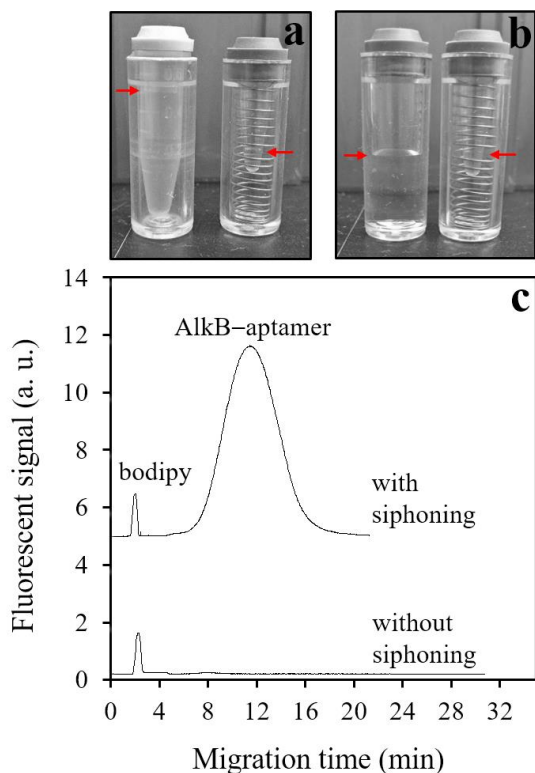 a
b
c
Fluorescent signal (a. u.)
14
12
10
8
6
4
2
0
AlkB–aptamer
bodipy
with
siphoning
without
siphoning
0 4 8 12 16 20 24 28 32
Migration time (min)